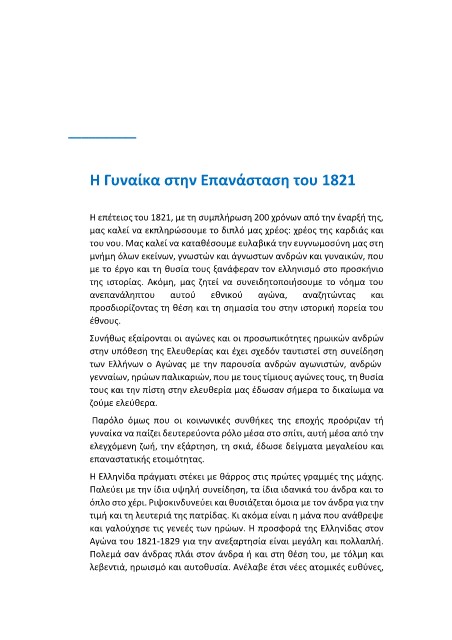 Η Γυναίκα στην Επανάσταση του 1821
Η επέτειος του 1821, με τη συμπλήρωση 200 χρόνων από την έναρξή της,
μας καλεί να εκπληρώσουμε το διπλό μας χρέος: χρέος της καρδιάς και
του νου. Μας καλεί να καταθέσουμε ευλαβικά την ευγνωμοσύνη μας στη
μνήμη όλων εκείνων, γνωστών και άγνωστων ανδρών και γυναικών, που
με το έργο και τη θυσία τους ξανάφεραν τον ελληνισμό στο προσκήνιο
της ιστορίας. Ακόμη, μας ζητεί να συνειδητοποιήσουμε το νόημα του
ανεπανάληπτου αυτού εθνικού αγώνα, αναζητώντας και
προσδιορίζοντας τη θέση και τη σημασία του στην ιστορική πορεία του
έθνους.
Συνήθως εξαίρονται οι αγώνες και οι προσωπικότητες ηρωικών ανδρών
στην υπόθεση της Ελευθερίας και έχει σχεδόν ταυτιστεί στη συνείδηση
των Ελλήνων ο Αγώνας με την παρουσία ανδρών αγωνιστών, ανδρών
γενναίων, ηρώων παλικαριών, που με τους τίμιους αγώνες τους, τη θυσία
τους και την πίστη στην ελευθερία μας έδωσαν σήμερα το δικαίωμα να
ζούμε ελεύθερα.
Παρόλο όμως που οι κοινωνικές συνθήκες της εποχής προόριζαν τή
γυναίκα να παίζει δευτερεύοντα ρόλο μέσα στο σπίτι, αυτή μέσα από την
ελεγχόμενη ζωή, την εξάρτηση, τη σκιά, έδωσε δείγματα μεγαλείου και
επαναστατικής ετοιμότητας.
Η Ελληνίδα πράγματι στέκει με θάρρος στις πρώτες γραμμές της μάχης.
Παλεύει με την ίδια υψηλή συνείδηση, τα ίδια ιδανικά του άνδρα και το
όπλο στο χέρι. Ριψοκινδυνεύει και θυσιάζεται όμοια με τον άνδρα για την
τιμή και τη λευτεριά της πατρίδας. Κι ακόμα είναι η μάνα που ανάθρεψε
και γαλούχησε τις γενεές των ηρώων. Η προσφορά της Ελληνίδας στον
Αγώνα του 1821-1829 για την ανεξαρτησία είναι μεγάλη και πολλαπλή.
Πολεμά σαν άνδρας πλάι στον άνδρα ή και στη θέση του, με τόλμη και
λεβεντιά, ηρωισμό και αυτοθυσία. Ανέλαβε έτσι νέες ατομικές ευθύνες,